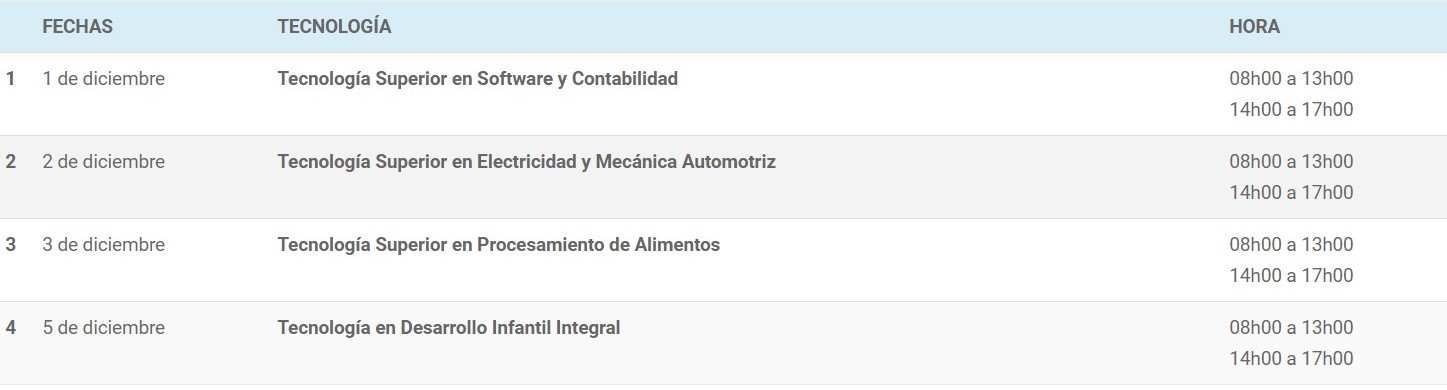 FECHAS TECNOLOGÍA HORA
1 1 de diciembre Tecnología Superior en Software y Contabilidad 08h00 a 13h00
14h00 a 17h00
2 2 de diciembre Tecnología Superior en Electricidad y Mecánica Automotriz 08h00 a 13h00
14h00 a 17h00
3 3 de diciembre Tecnología Superior en Procesamiento de Alimentos 08h00 a 13h00
14h00 a 17h00
4 5 de diciembre Tecnología en Desarrollo Infantil Integral 08h00 a 13h00
14h00 a 17h00